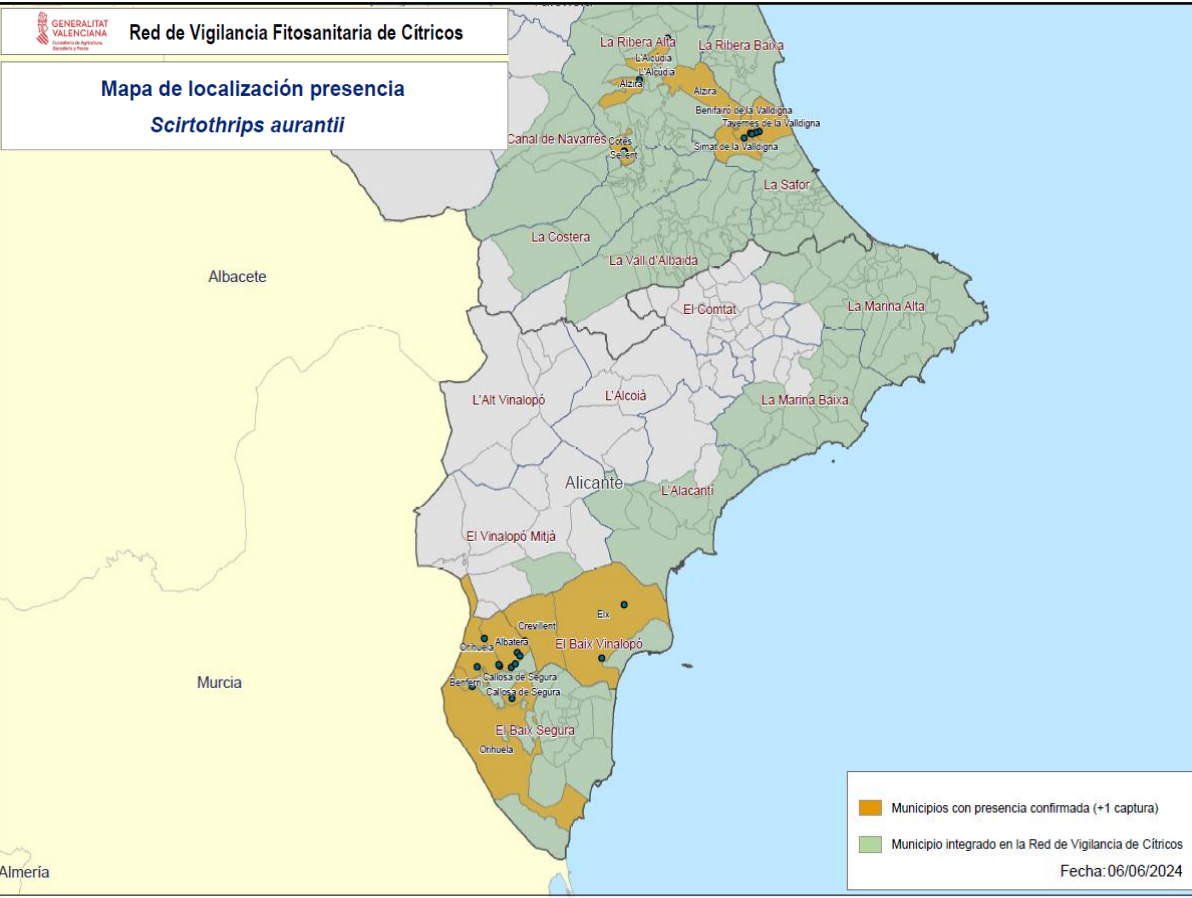 GENERALITAT
VALENCIANA
Conselleria de Agricultura,
Ganadería y Pesca
Red de Vigilancia Fitosanitaria de Cítricos
Mapa de localización presencia
Scirtothrips aurantii
La Ribera Alta
La Ribera Baixa
L'Alcúdia
L'Alcúdia
Alzira
Alzira
Benifairó de la Valldigna
Tavernes de la Valldigna
Simat de la Valldigna
Canal de Navarrés
Cotes
Sellent
La Safor
La Costera
La Vall d'Albaida
Albacete
El Comtat
La Marina Alta
L'Alt Vinalopó
L'Alcoià
La Marina Baixa
Alicante
L'Alacantí
El Vinalopó Mitjà
Elx
Crevillent
Albatera
Orihuela
El Baix Vinalopó
Callosa de Segura
Benferri
Callosa de Segura
Murcia
El Baix Segura
Orihuela
Almería
Municipios con presencia confirmada (+1 captura)
Municipio integrado en la Red de Vigilancia de Cítricos
Fecha: 06/06/2024